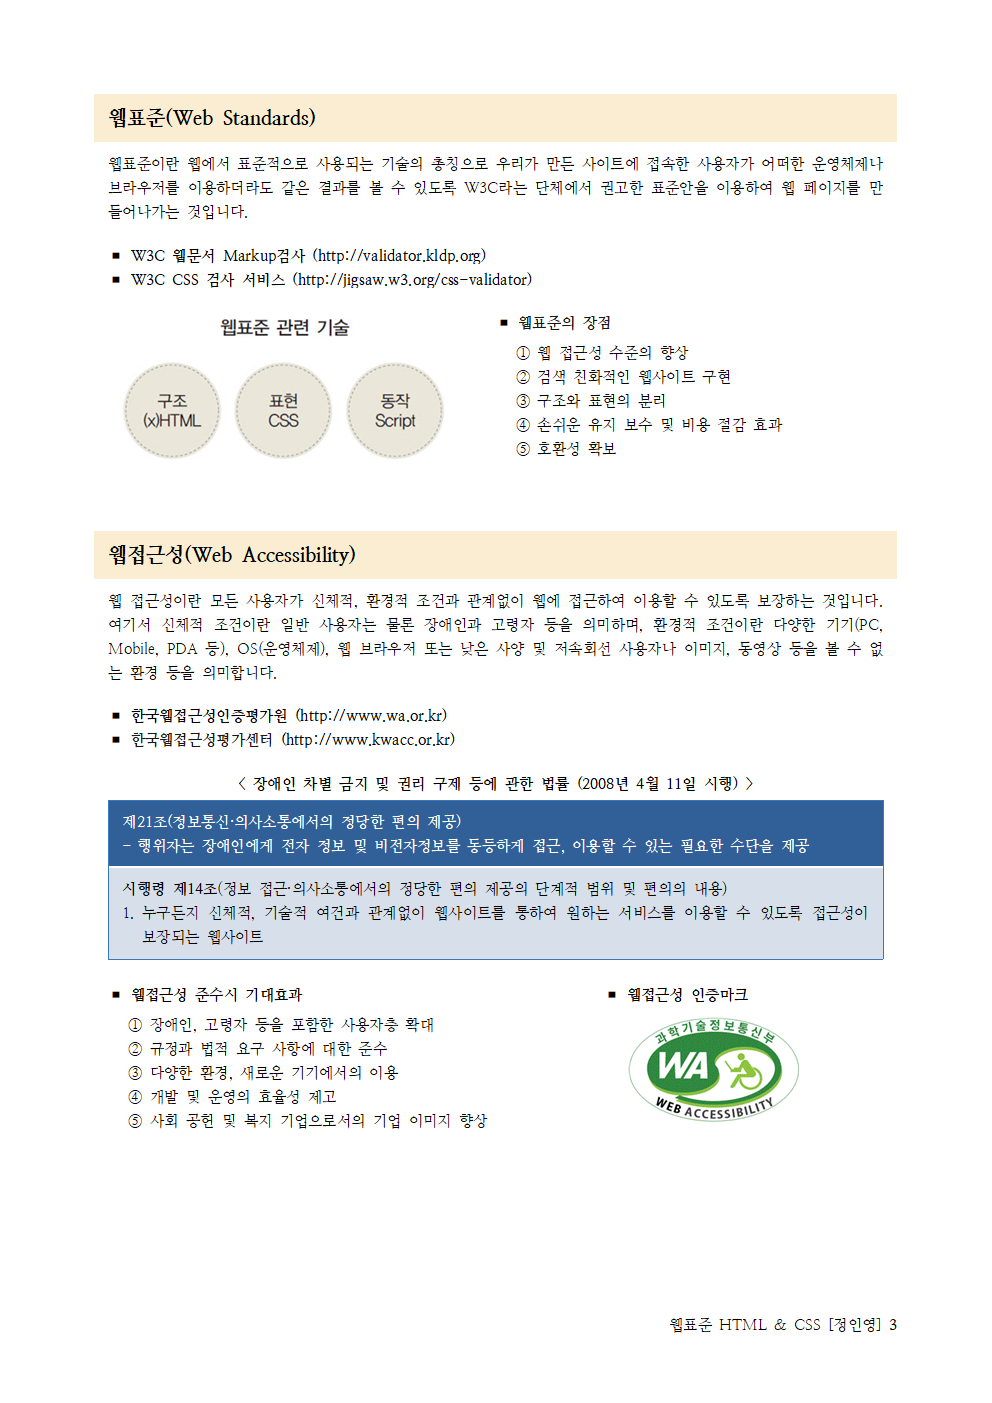 웹표준(Web Standards)
웹표준이란 웹에서 표준적으로 사용되는 기술의 총칭으로 우리가 만든 사이트에 접속한 사용자가 어떠한 운영체제나
브라우저를 이용하더라도 같은 결과를 볼 수 있도록 W3C라는 단체에서 권고한 표준안을 이용하여 웹 페이지를 만
들어나가는 것입니다.
■ W3C 웹문서 Markup검사 (http://validator.kldp.org)
■ W3C CSS 검사 서비스 (http://jigsaw.w3.org/css-validator)
웹표준 관련 기술
구조
(x)HTML
표현
CSS
동작
Script
■ 웹표준의 장점
① 웹 접근성 수준의 향상
② 검색 친화적인 웹사이트 구현
③ 구조와 표현의 분리
④ 손쉬운 유지 보수 및 비용 절감 효과
⑤ 호환성 확보
웹접근성(Web Accessibility)
웹 접근성이란 모든 사용자가 신체적, 환경적 조건과 관계없이 웹에 접근하여 이용할 수 있도록 보장하는 것입니다.
여기서 신체적 조건이란 일반 사용자는 물론 장애인과 고령자 등을 의미하며, 환경적 조건이란 다양한 기기(PC,
Mobile, PDA 등), OS(운영체제), 웹 브라우저 또는 낮은 사양 및 저속회선 사용자나 이미지, 동영상 등을 볼 수 없
는 환경 등을 의미합니다.
■ 한국웹접근성인증평가원 (http://www.wa.or.kr)
■ 한국웹접근성평가센터 (http://www.kwacc.or.kr)
〈 장애인 차별 금지 및 권리 구제 등에 관한 법률 (2008년 4월 11일 시행) 〉
제21조(정보통신·의사소통에서의 정당한 편의 제공)
- 행위자는 장애인에게 전자 정보 및 비전자정보를 동등하게 접근, 이용할 수 있는 필요한 수단을 제공
시행령 제14조(정보 접근·의사소통에서의 정당한 편의 제공의 단계적 범위 및 편의의 내용)
1. 누구든지 신체적, 기술적 여건과 관계없이 웹사이트를 통하여 원하는 서비스를 이용할 수 있도록 접근성이
보장되는 웹사이트
■ 웹접근성 준수시 기대효과
① 장애인, 고령자 등을 포함한 사용자층 확대
② 규정과 법적 요구 사항에 대한 준수
③ 다양한 환경, 새로운 기기에서의 이용
④ 개발 및 운영의 효율성 제고
⑤ 사회 공헌 및 복지 기업으로서의 기업 이미지 향상
■ 웹접근성 인증마크
과학기술정보통신부
WA
WEB ACCESSIBILITY
웹표준 HTML & CSS [정인영] 3